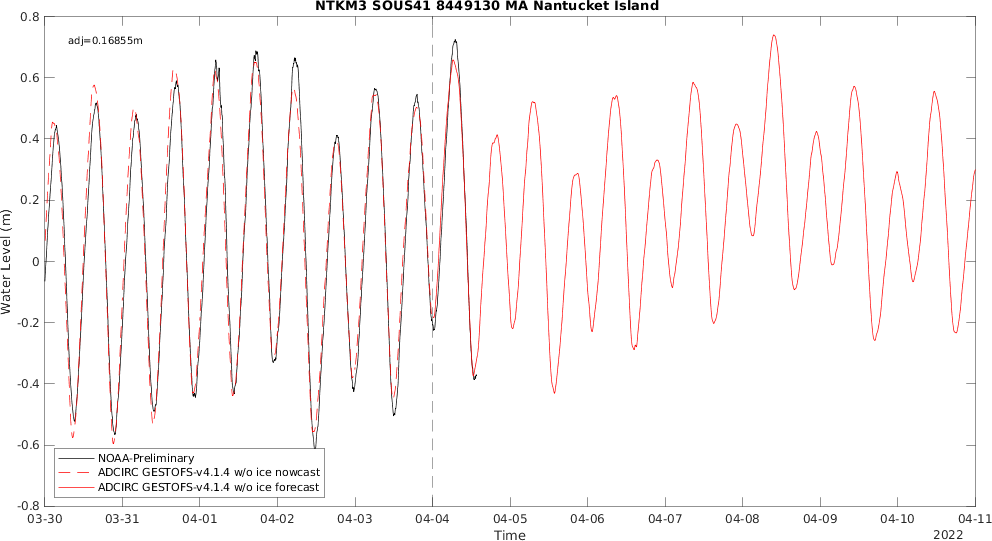 NTKM3 SOUS41 8449130 MA Nantucket Island
adj=0.16855m
Water Level (m)
0.8
0.6
0.4
0.2
0
-0.2
-0.4
-0.6
-0.8
NOAA-Preliminary
ADCIRC GESTOFS-v4.1.4 w/o ice nowcast
ADCIRC GESTOFS-v4.1.4 w/o ice forecast
03-30 03-31 04-01 04-02 04-03 04-04 04-05 04-06 04-07 04-08 04-09 04-10 04-11
Time
2022